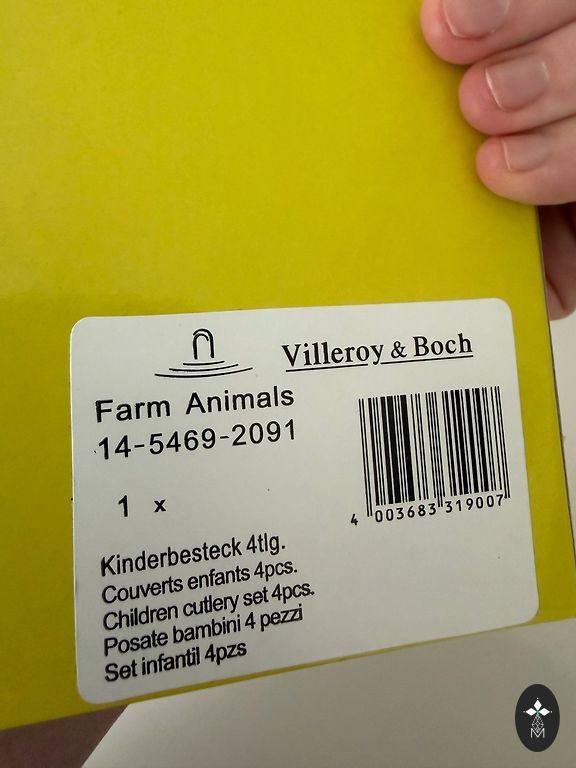 Villeroy & Boch
Farm Animals
14-5469-2091
1 x
4 003683 319007
Kinderbesteck 4tlg.
Couverts enfants 4pcs.
Children cutlery set 4pcs.
Posate bambini 4 pezzi
Set infantil 4pzs
M